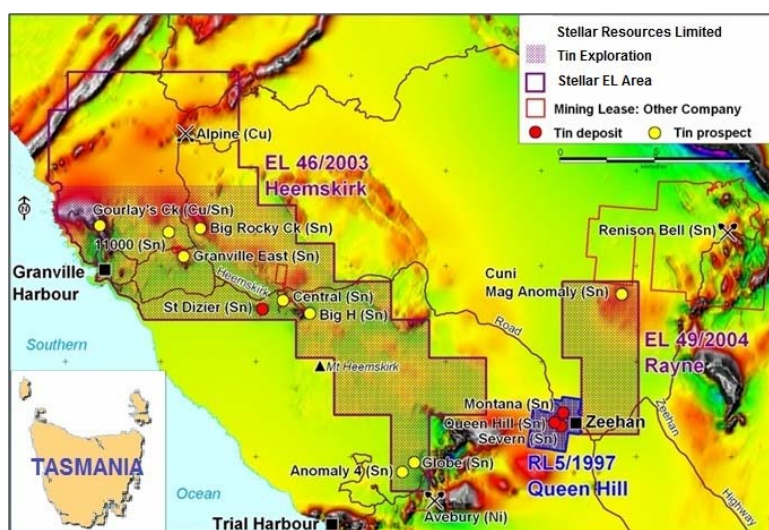 Stellar Resources Limited
Tin Exploration
Stellar EL Area
Mining Lease: Other Company
Tin deposit
Tin prospect
Alpine (Cu)
EL 46/2003
Heemskirk
Gourlay's Ck (Cu/Sn)
Big Rocky Ck (Sn)
11000 (Sn)
Granville East (Sn)
Granville
Harbour
Heemskirk
Central (Sn)
St Dizier (Sn)
Big H (Sn)
Road
Renison Bell (Sn)
Cuni
Mag Anomaly (Sn)
EL 49/2004
Rayne
Southern
Mt Heemskirk
Montana (Sn)
Queen Hill (Sn)
Zeehan
Severn (Sn)
Zeehan
Highway
RL5/1997
Queen Hill
TASMANIA
Globe (Sn)
Anomaly 4 (Sn)
Ocean
Avebury (Ni)
Trial Harbour